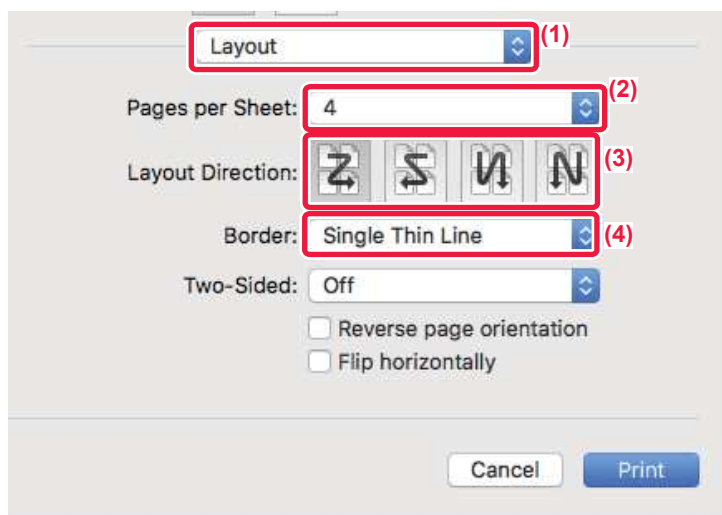 Layout (1)
Pages per Sheet: 4 (2)
Layout Direction: (3)
Border: Single Thin Line (4)
Two-Sided: Off
Reverse page orientation
Flip horizontally
Cancel Print